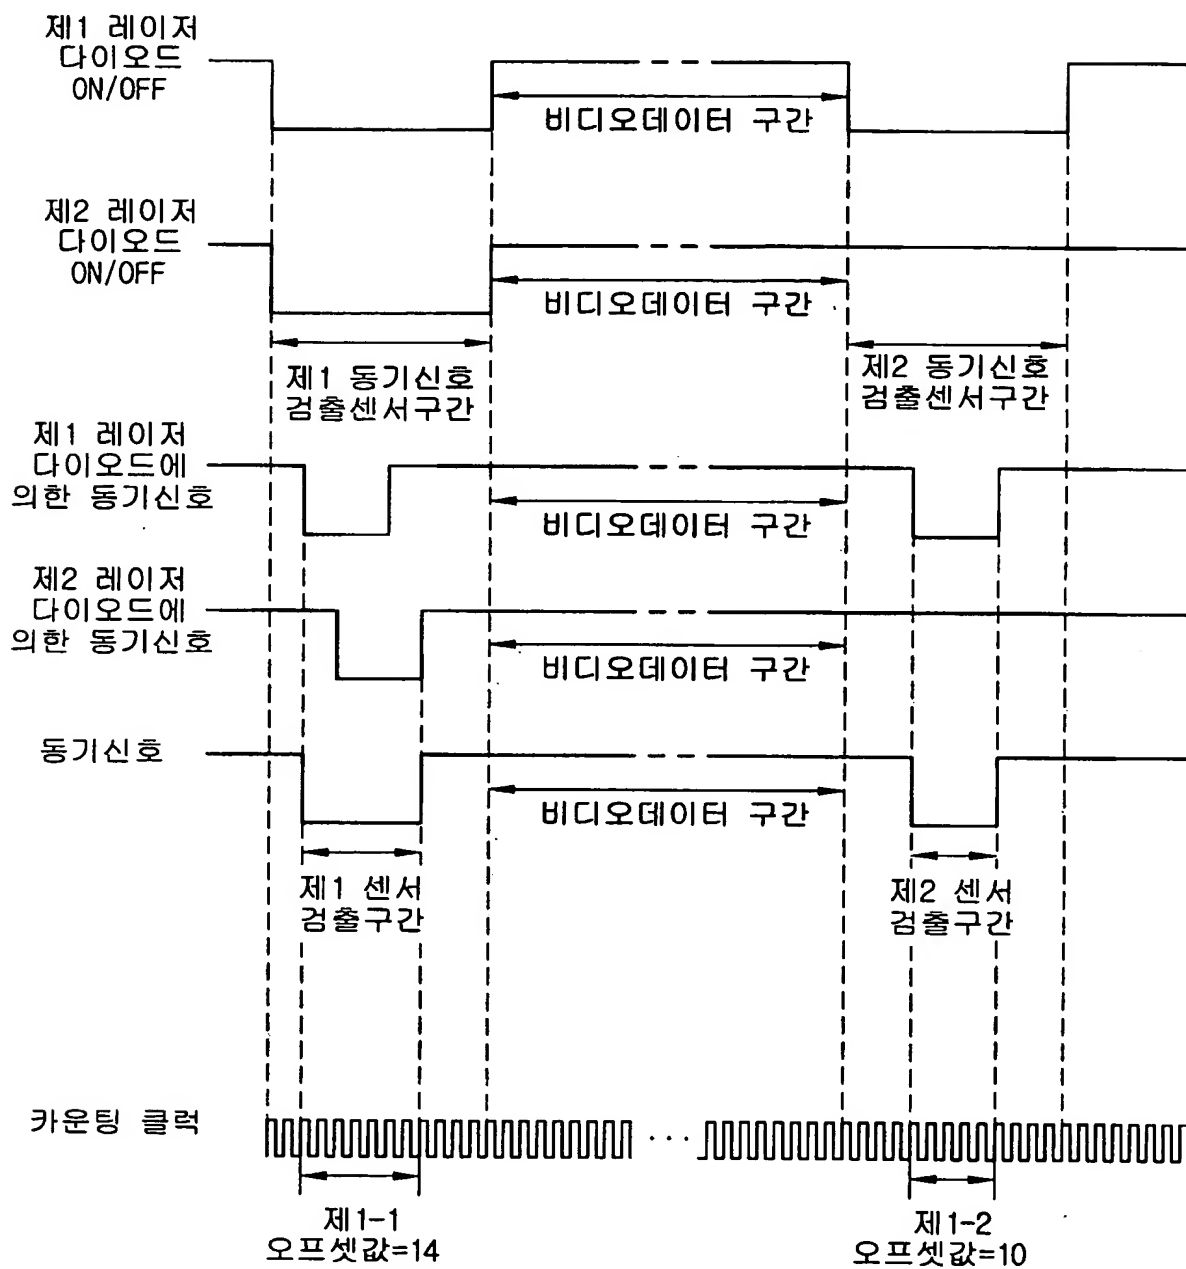 제1 레이저
다이오드
ON/OFF
비디오데이터 구간
제2 레이저
다이오드
ON/OFF
비디오데이터 구간
제1 동기신호
검출센서구간
제2 동기신호
검출센서구간
제1 레이저
다이오드에
의한 동기신호
비디오데이터 구간
제2 레이저
다이오드에
의한 동기신호
비디오데이터 구간
동기신호
비디오데이터 구간
제1 센서
검출구간
제2 센서
검출구간
카운팅 클럭
···
제1-1
오프셋값=14
제1-2
오프셋값=10